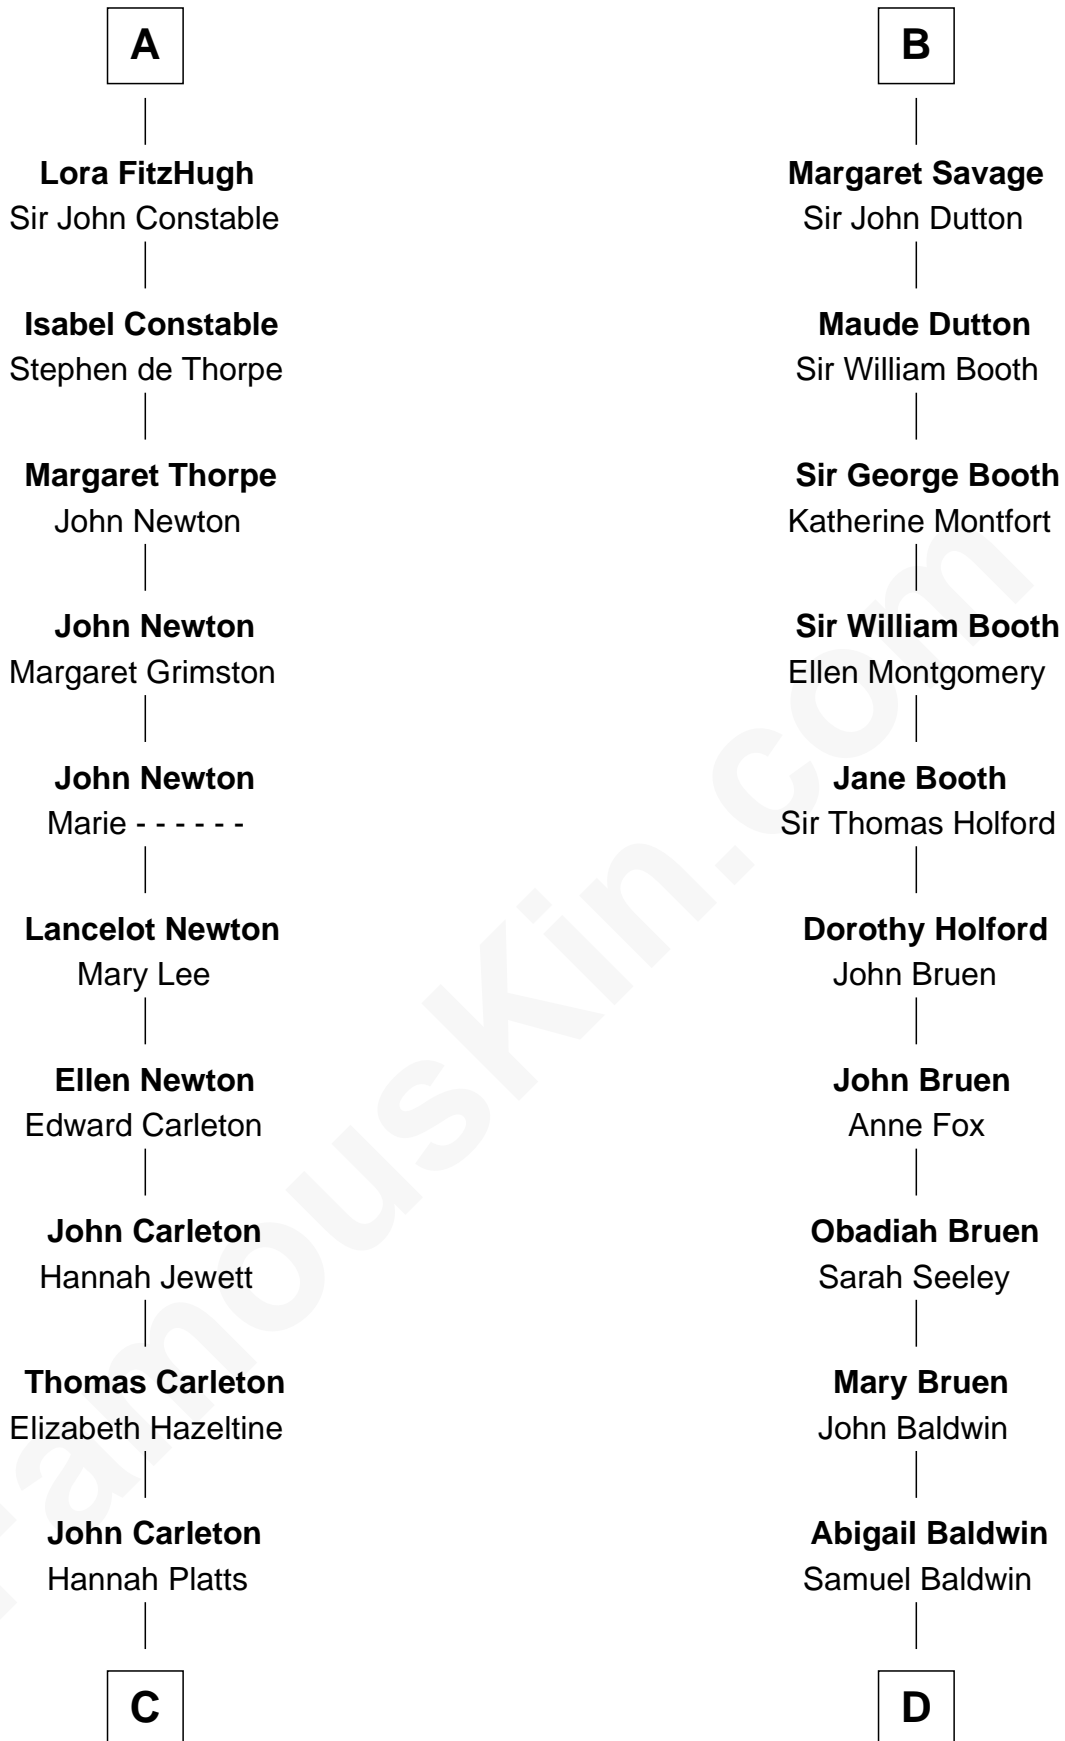 A
Lora FitzHugh
Sir John Constable
Isabel Constable
Stephen de Thorpe
Margaret Thorpe
John Newton
John Newton
Margaret Grimston
John Newton
Marie - - - - - -
Lancelot Newton
Mary Lee
Ellen Newton
Edward Carleton
John Carleton
Hannah Jewett
Thomas Carleton
Elizabeth Hazeltine
John Carleton
Hannah Platts
C
B
Margaret Savage
Sir John Dutton
Maude Dutton
Sir William Booth
Sir George Booth
Katherine Montfort
Sir William Booth
Ellen Montgomery
Jane Booth
Sir Thomas Holford
Dorothy Holford
John Bruen
John Bruen
Anne Fox
Obadiah Bruen
Sarah Seeley
Mary Bruen
John Baldwin
Abigail Baldwin
Samuel Baldwin
D
FamousKin.com